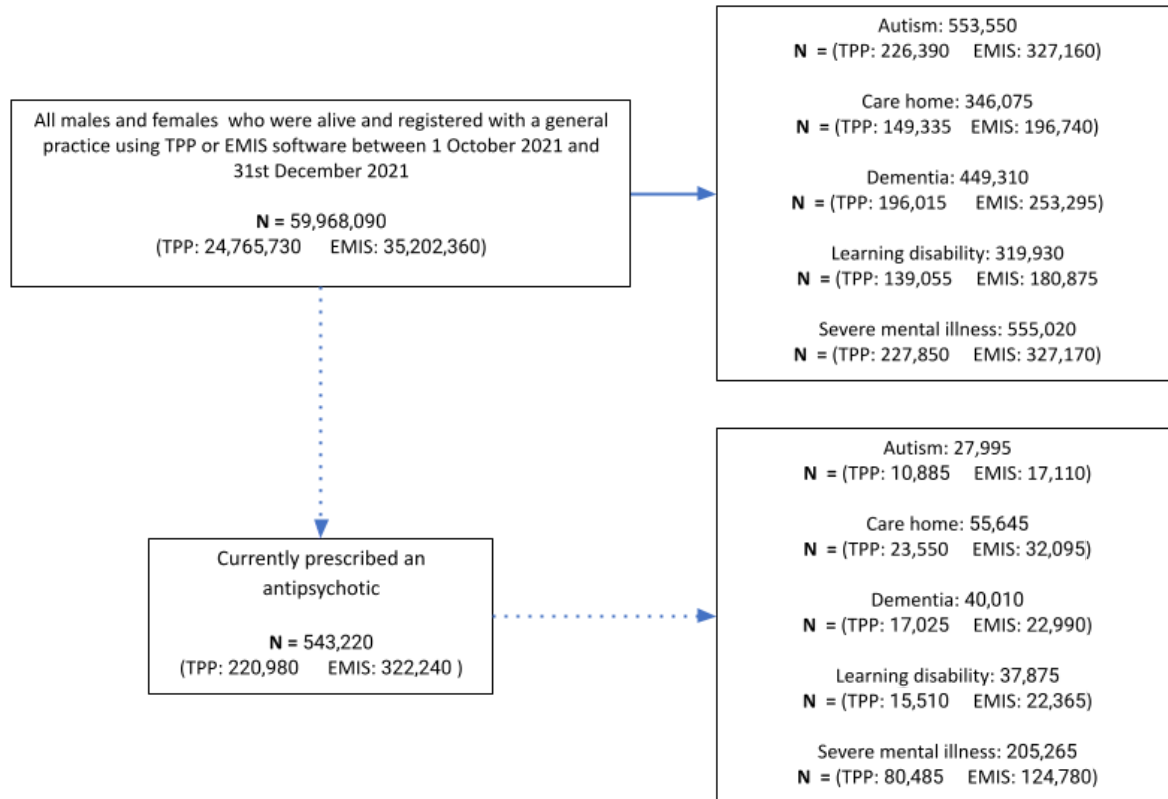 All males and females who were alive and registered with a general
practice using TPP or EMIS software between 1 October 2021 and
31st December 2021
N = 59,968,090
(TPP: 24,765,730 EMIS: 35,202,360)
Autism: 553,550
N = (TPP: 226,390 EMIS: 327,160)
Care home: 346,075
N = (TPP: 149,335 EMIS: 196,740)
Dementia: 449,310
N = (TPP: 196,015 EMIS: 253,295)
Learning disability: 319,930
N = (TPP: 139,055 EMIS: 180,875
Severe mental illness: 555,020
N = (TPP: 227,850 EMIS: 327,170)
Currently prescribed an
antipsychotic
N = 543,220
(TPP: 220,980 EMIS: 322,240 )
Autism: 27,995
N = (TPP: 10,885 EMIS: 17,110)
Care home: 55,645
N = (TPP: 23,550 EMIS: 32,095)
Dementia: 40,010
N = (TPP: 17,025 EMIS: 22,990)
Learning disability: 37,875
N = (TPP: 15,510 EMIS: 22,365)
Severe mental illness: 205,265
N = (TPP: 80,485 EMIS: 124,780)